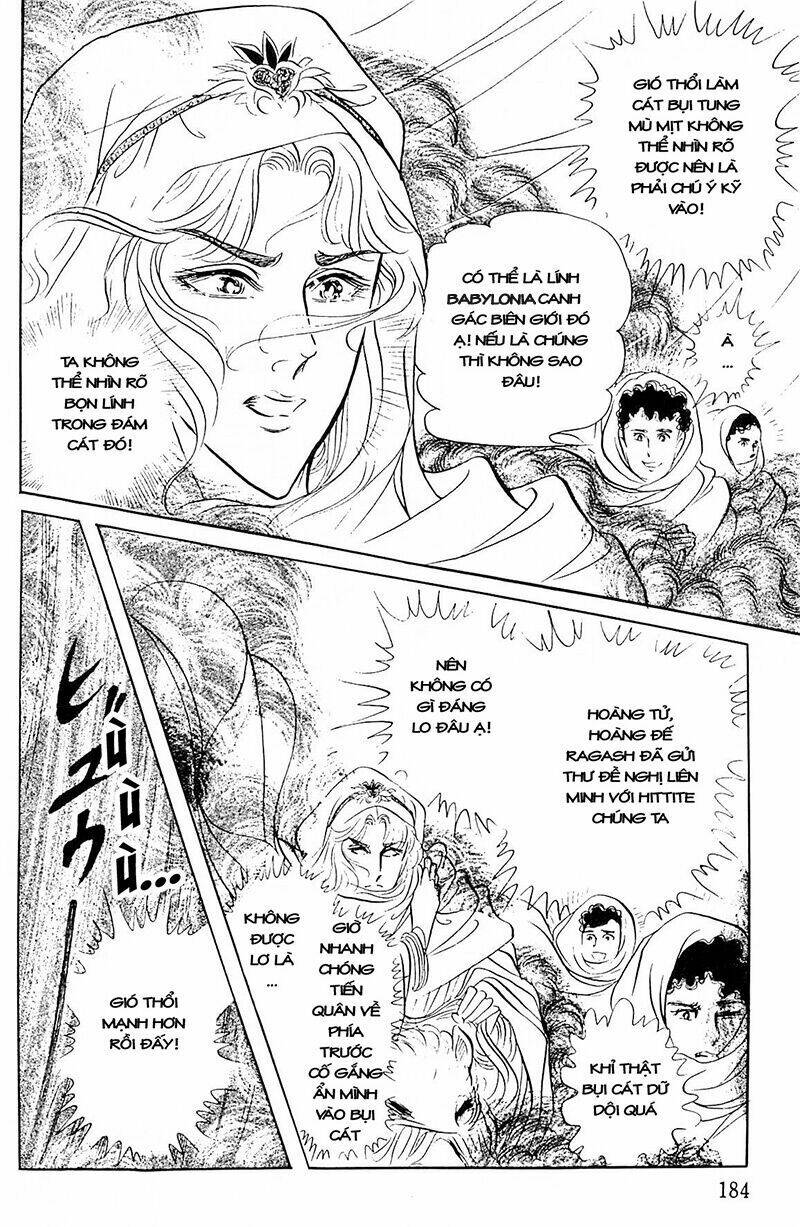 GIÓ THỔI LÀM
CÁT BỤI TUNG
MÙ MỊT KHÔNG
THỂ NHÌN RÕ
ĐƯỢC NÊN LÀ
PHẢI CHÚ Ý KỸ
VÀO!
CÓ THỂ LÀ LÍNH
BABYLONIA CANH
GÁC BIÊN GIỚI ĐÓ
Ạ! NẾU LÀ CHÚNG
THÌ KHÔNG SAO
ĐÂU!
À
...
TA KHÔNG
THỂ NHÌN RÕ
BỌN LÍNH
TRONG ĐÁM
CÁT ĐÓ!
NÊN
KHÔNG CÓ
GÌ ĐÁNG
LO ĐÂU Ạ!
HOÀNG TỬ,
HOÀNG ĐẾ
RAGASH ĐÃ GỬI
THƯ ĐỀ NGHỊ LIÊN
MINH VỚI HITTITE
CHÚNG TA
ヒュウ
Ùùùù...
KHÔNG
ĐƯỢC
LƠ LÀ
...
GIỜ
NHANH
CHÓNG
TIẾN
QUÂN VỀ
PHÍA
TRƯỚC
CỐ GẮNG
ẨN MÌNH
VÀO BỤI
CÁT
GIÓ THỔI
MẠNH HƠN
RỒI ĐẤY!
KHỈ THẬT
BỤI CÁT DỮ
DỘI QUÁ
184